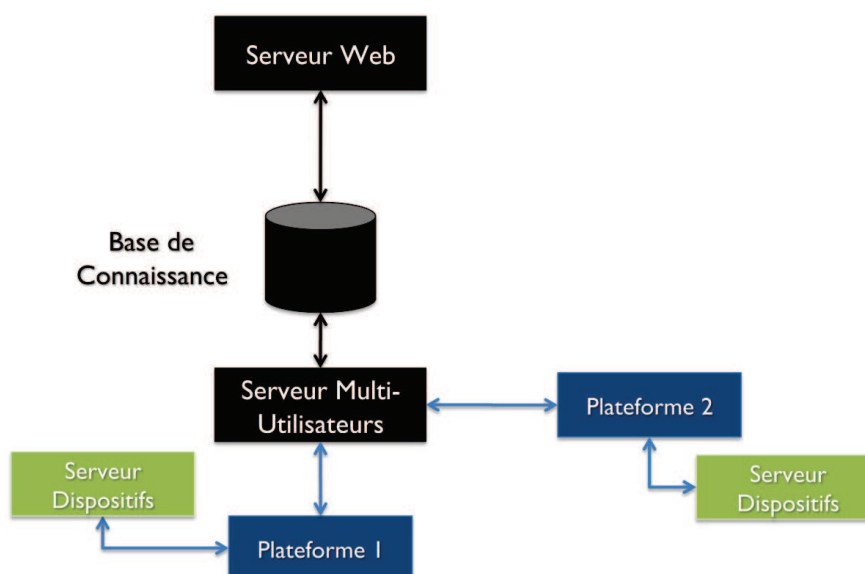 Serveur Web
Base de
Connaissance
Serveur Multi-
Utilisateurs
Plateforme 2
Serveur
Dispositifs
Serveur
Dispositifs
Plateforme 1